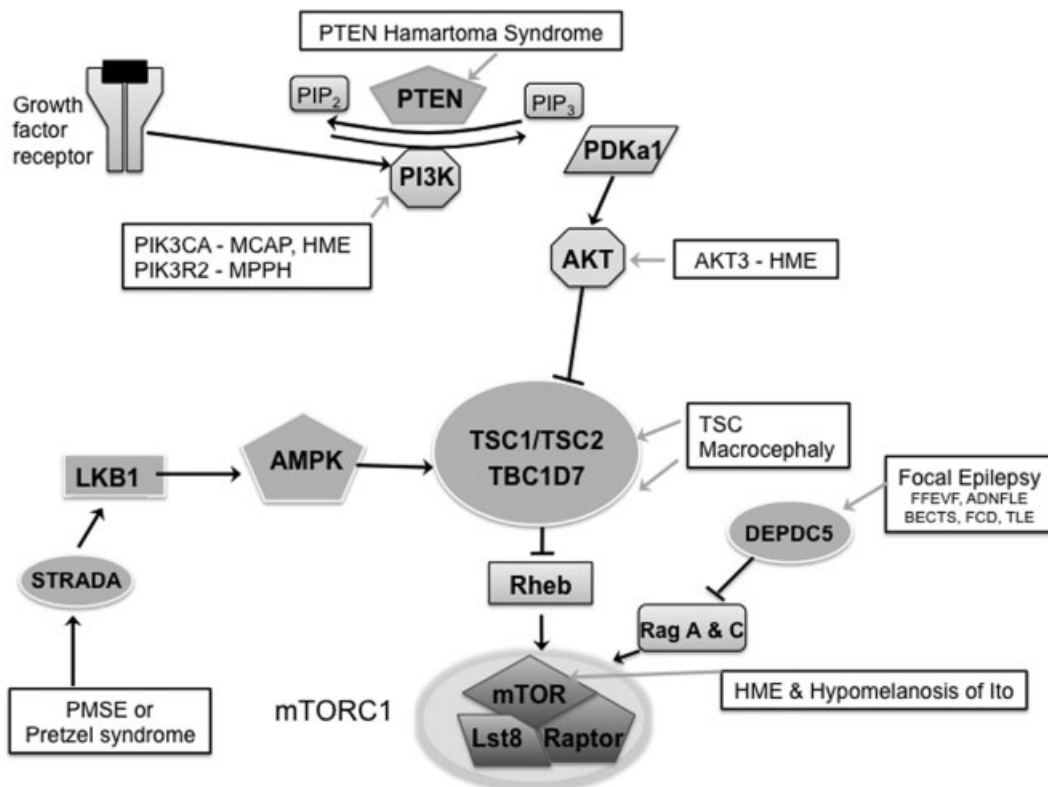 PTEN Hamartoma Syndrome
PIP2
PTEN
PIP3
Growth
factor
receptor
PDKa1
PI3K
PIK3CA - MCAP, HME
PIK3R2 - MPPH
AKT
AKT3 - HME
TSC1/TSC2
TBC1D7
TSC
Macrocephaly
AMPK
LKB1
Focal Epilepsy
FFEVF, ADNFLE
BECTS, FCD, TLE
DEPDC5
STRADA
Rheb
Rag A & C
PMSE or
Pretzel syndrome
mTORC1
mTOR
HME & Hypomelanosis of Ito
Lst8
Raptor